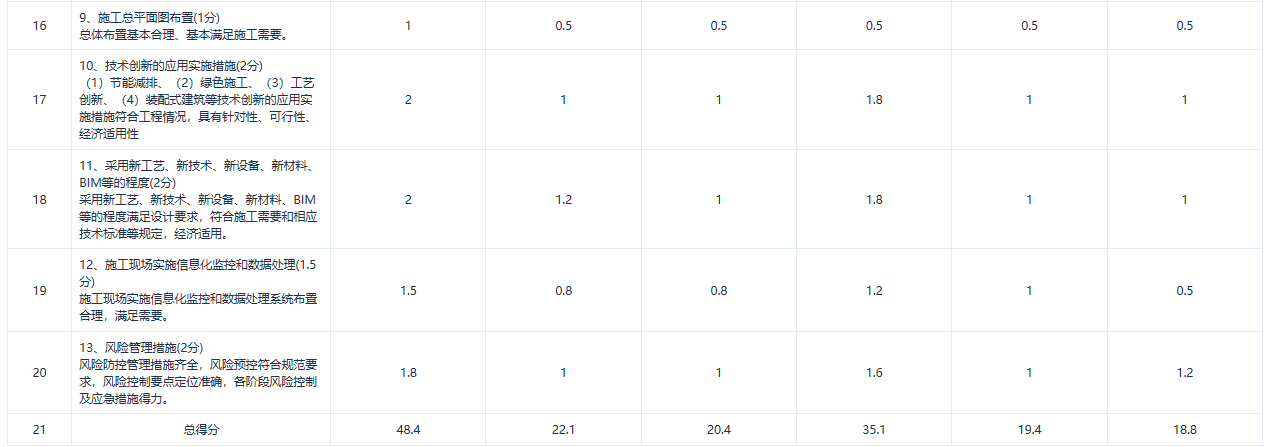 16
9、施工总平面图布置(1分)
总体布置基本合理、基本满足施工需要。
1
0.5
0.5
0.5
0.5
0.5
17
10、技术创新的应用实施措施(2分)
（1）节能减排、（2）绿色施工、（3）工艺
创新、（4）装配式建筑等技术创新的应用实
施措施符合工程情况，具有针对性、可行性、
经济适用性
2
1
1
1.8
1
1
18
11、采用新工艺、新技术、新设备、新材料、
BIM等的程度(2分)
采用新工艺、新技术、新设备、新材料、BIM
等的程度满足设计要求，符合施工需要和相应
技术标准等规定，经济适用。
2
1.2
1
1.8
1
1
19
12、施工现场实施信息化监控和数据处理(1.5
分)
施工现场实施信息化监控和数据处理系统布置
合理，满足需要。
1.5
0.8
0.8
1.2
1
0.5
20
13、风险管理措施(2分)
风险防控管理措施齐全，风险预控符合规范要
求，风险控制要点定位准确，各阶段风险控制
及应急措施得力。
1.8
1
1
1.6
1
1.2
21
总得分
48.4
22.1
20.4
35.1
19.4
18.8